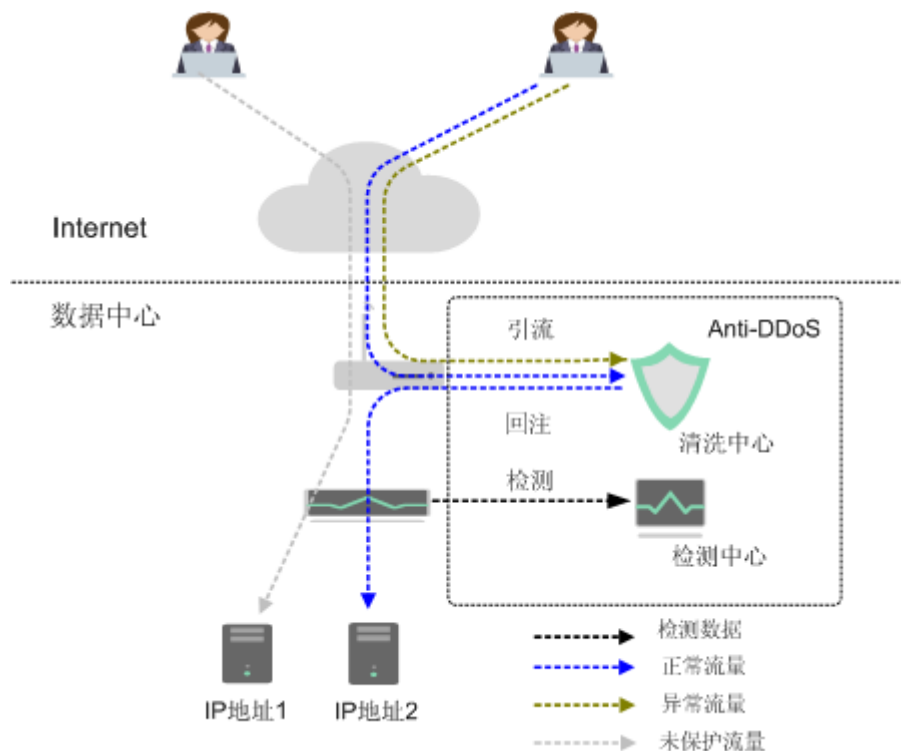 Internet
数据中心
引流
Anti-DDoS
回注
清洗中心
检测
检测中心
IP地址1
IP地址2
检测数据
正常流量
异常流量
未保护流量